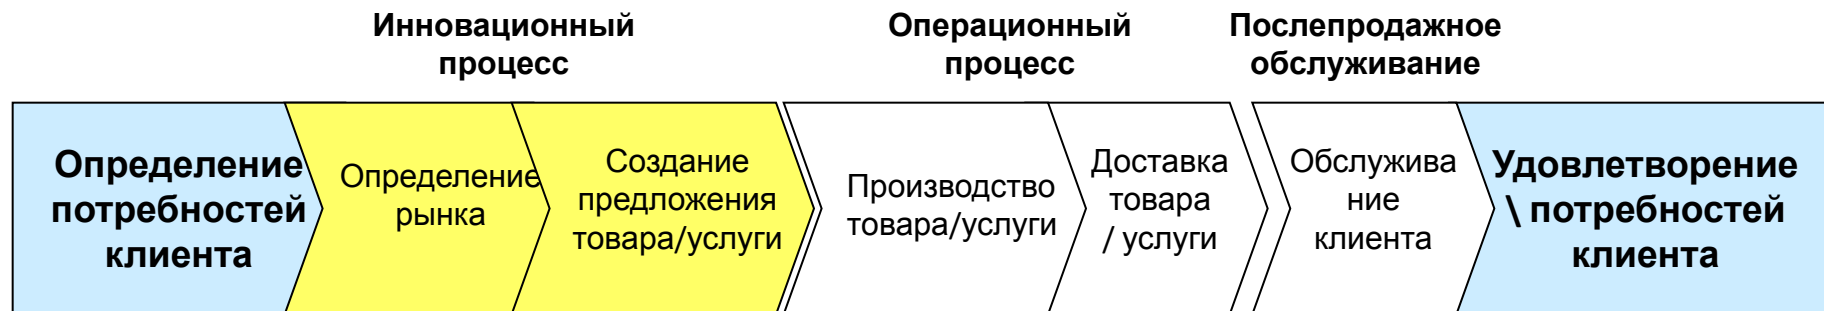 Инновационный
процесс
Операционный
процесс
Послепродажное
обслуживание
Определение
потребностей
клиента
Определение
рынка
Создание
предложения
товара/услуги
Производство
товара/услуги
Доставка
товара
/ услуги
Обслужива
ние
клиента
Удовлетворение
\ потребностей
клиента